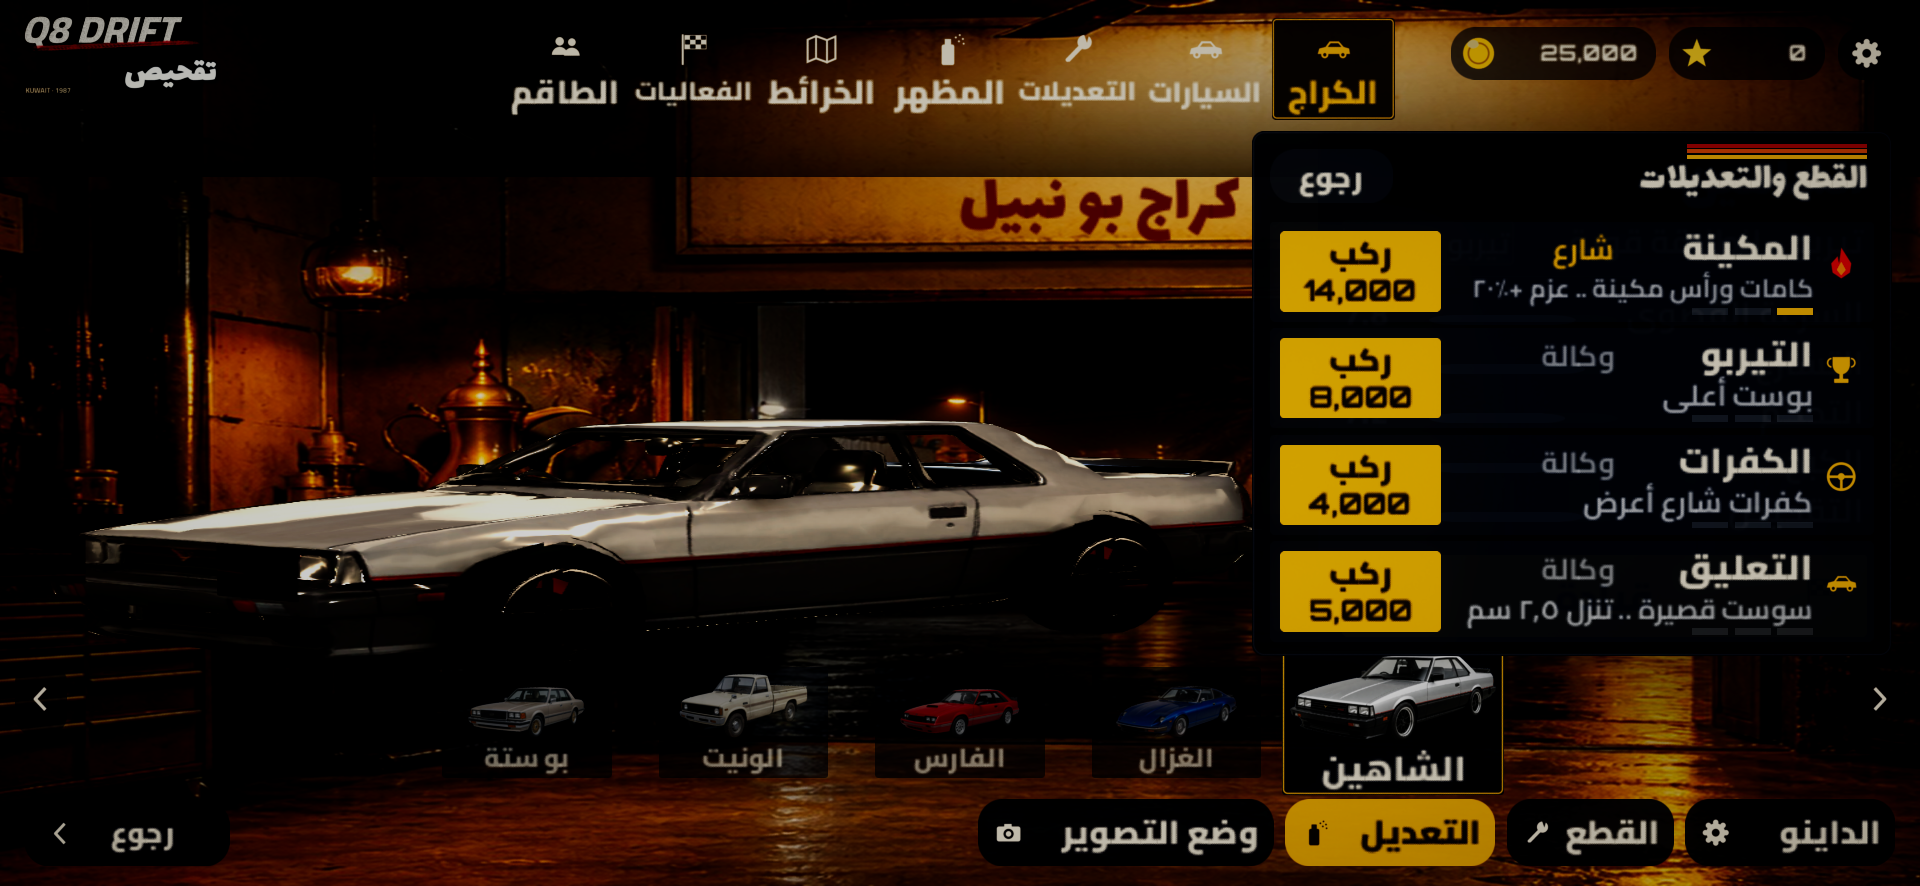 Q8 DRIFT
تفحيص
KUWAIT · 1987
الكراج
السيارات
التعديلات
المظهر
الخرائط
الفعاليات
الطاقم
25,000
0
كراج بو نبيل
القطع والتعديلات
رجوع
المكينة
شارع
كامات ورأس مكينة .. عزم +٢٠٪
ركب
14,000
التيربو
وكالة
بوست أعلى
ركب
8,000
الكفرات
وكالة
كفرات شارع أعرض
ركب
4,000
التعليق
وكالة
سوست قصيرة .. تنزل ٢,٥ سم
ركب
5,000
الشاهين
الغزال
الفارس
الونيت
بو ستة
الداينو
القطع
التعديل
وضع التصوير
رجوع